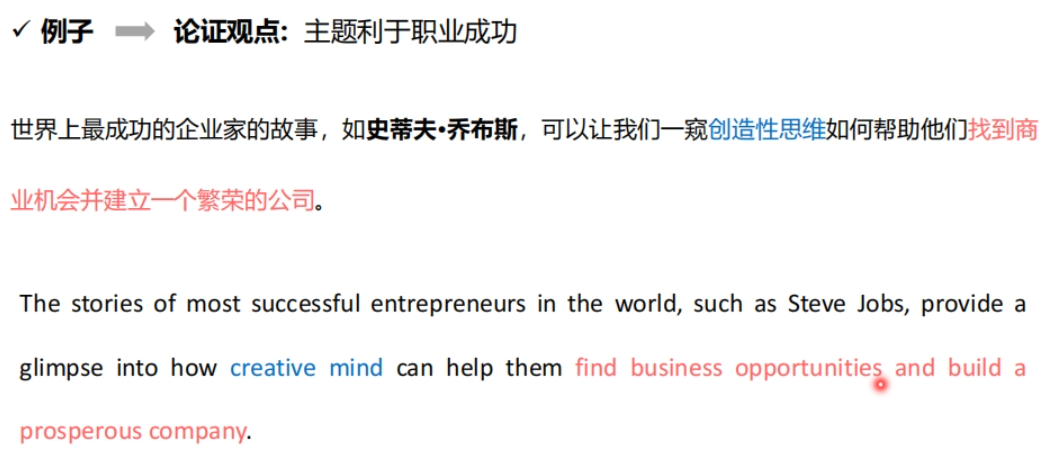 ✓ 例子 论证观点: 主题利于职业成功
世界上最成功的企业家的故事，如史蒂夫•乔布斯，可以让我们一窥创造性思维如何帮助他们找到商
业机会并建立一个繁荣的公司。
The stories of most successful entrepreneurs in the world, such as Steve Jobs, provide a
glimpse into how creative mind can help them find business opportunities and build a
prosperous company.